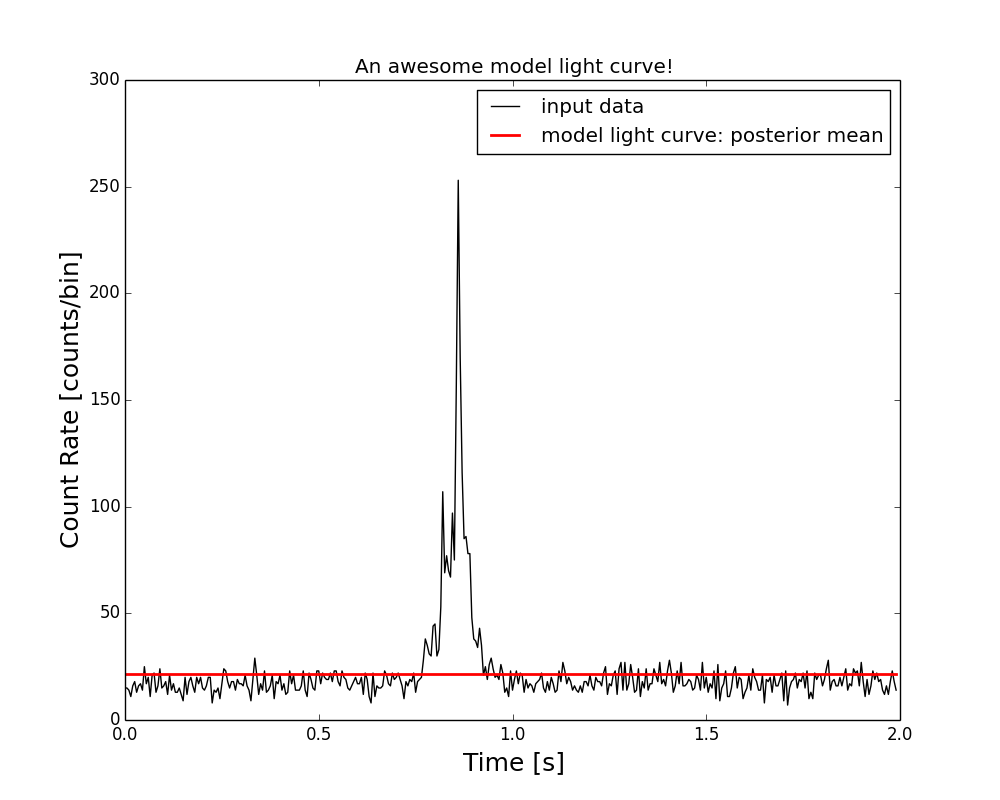 An awesome model light curve!
300
250
200
150
100
50
0
Count Rate [counts/bin]
input data
model light curve: posterior mean
0.0 0.5 1.0 1.5 2.0
Time [s]